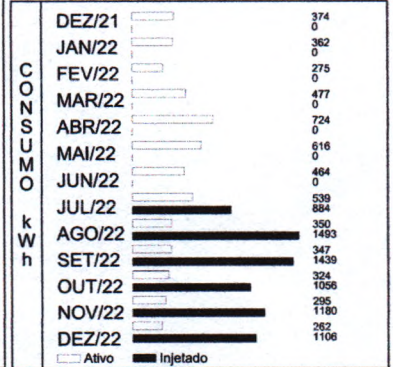 CONSUMO kWh
DEZ/21 374
0
JAN/22 362
0
FEV/22 275
0
MAR/22 477
0
ABR/22 724
0
MAI/22 616
0
JUN/22 464
0
JUL/22 539
884
AGO/22 350
1493
SET/22 347
1439
OUT/22 324
1056
NOV/22 295
1180
DEZ/22 262
1106
Ativo Injetado